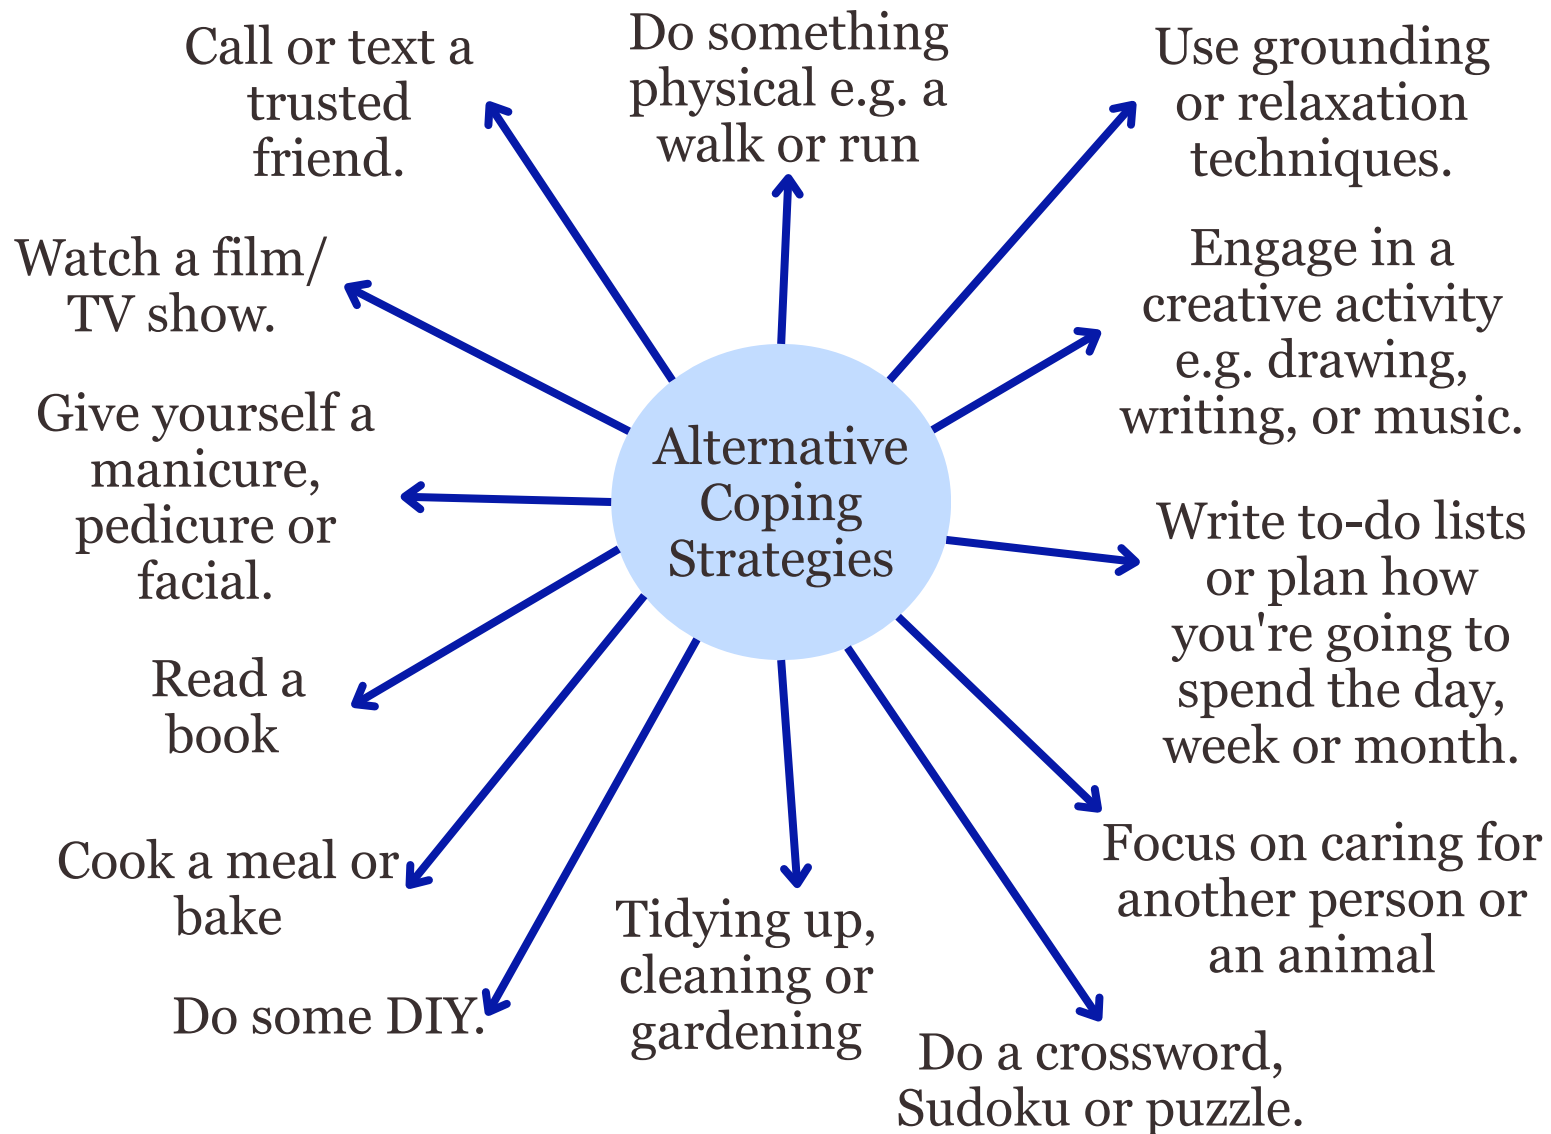 Call or text a
trusted
friend.
Do something
physical e.g. a
walk or run
Use grounding
or relaxation
techniques.
Watch a film/
TV show.
Engage in a
creative activity
e.g. drawing,
writing, or music.
Give yourself a
manicure,
pedicure or
facial.
Alternative
Coping
Strategies
Write to-do lists
or plan how
you're going to
spend the day,
week or month.
Read a
book
Cook a meal or
bake
Focus on caring for
another person or
an animal
Do some DIY.
Tidying up,
cleaning or
gardening
Do a crossword,
Sudoku or puzzle.